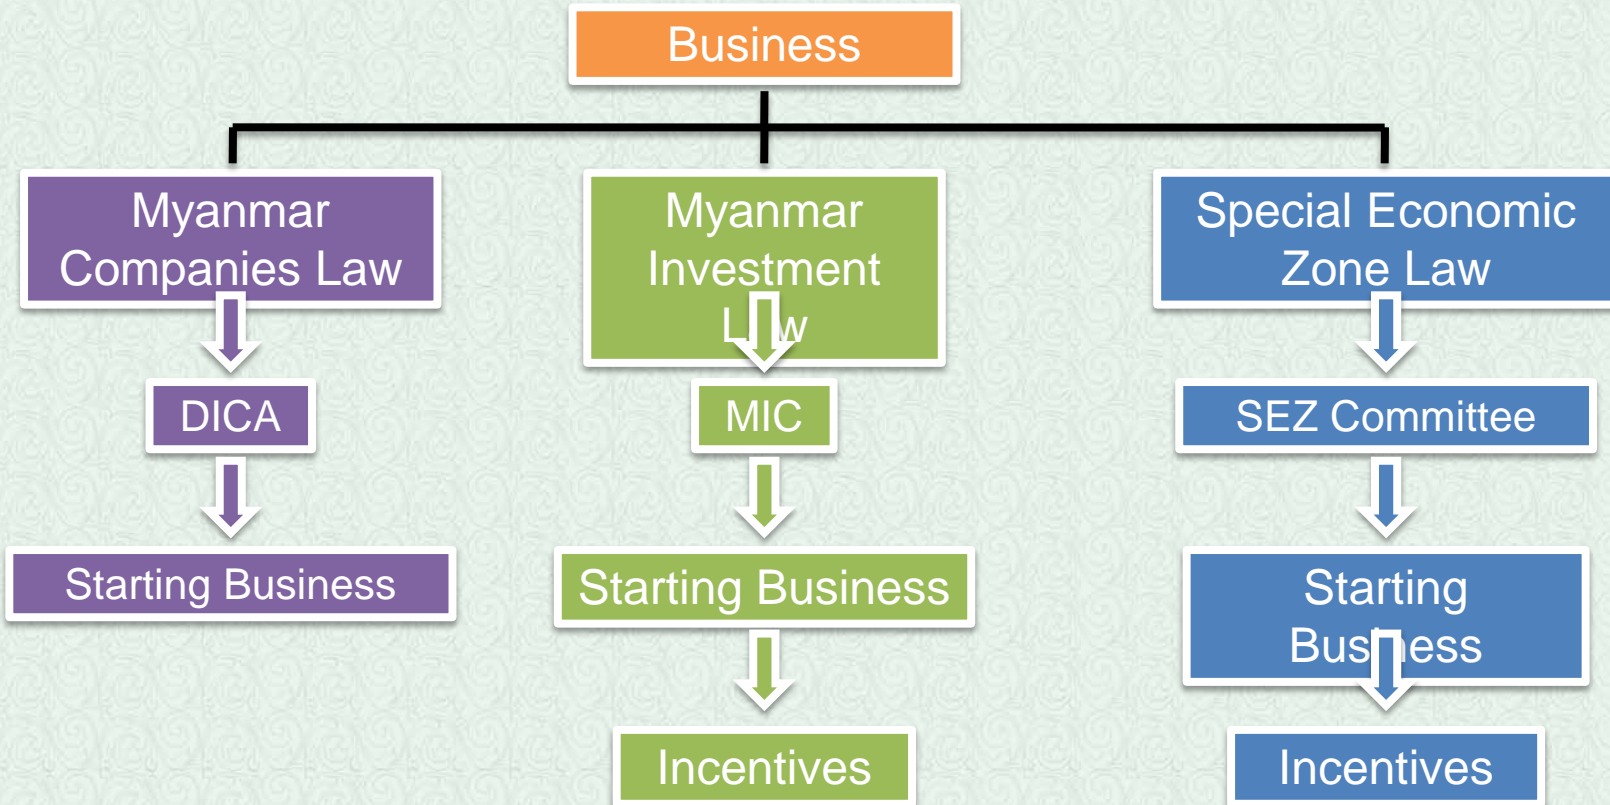 Business
Myanmar
Companies Law
Myanmar
Investment
Law
Special Economic
Zone Law
DICA
MIC
SEZ Committee
Starting Business
Starting Business
Starting
Business
Incentives
Incentives